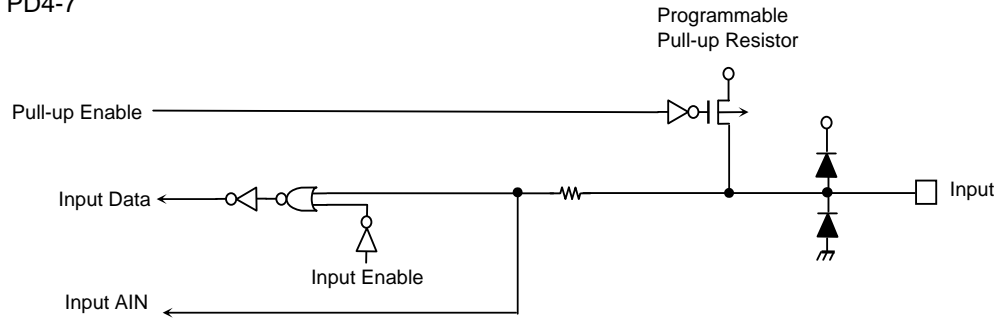 PD4-7
Programmable
Pull-up Resistor
Pull-up Enable
Input Data
Input
Input Enable
Input AIN